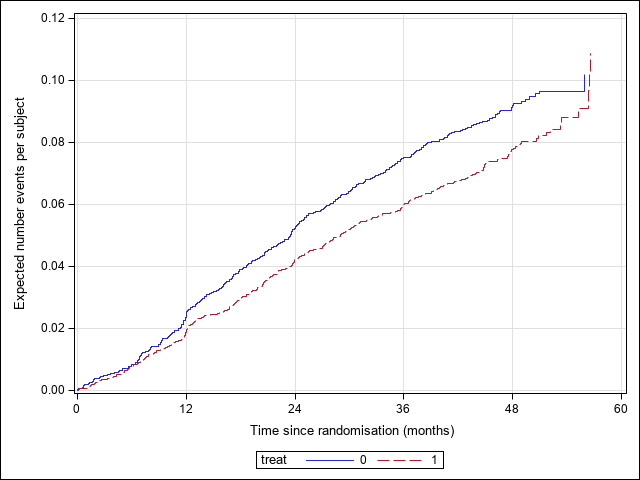 0.12
0.10
0.08
0.06
0.04
0.02
0.00
Expected number events per subject
0 12 24 36 48 60
Time since randomisation (months)
treat 0 1